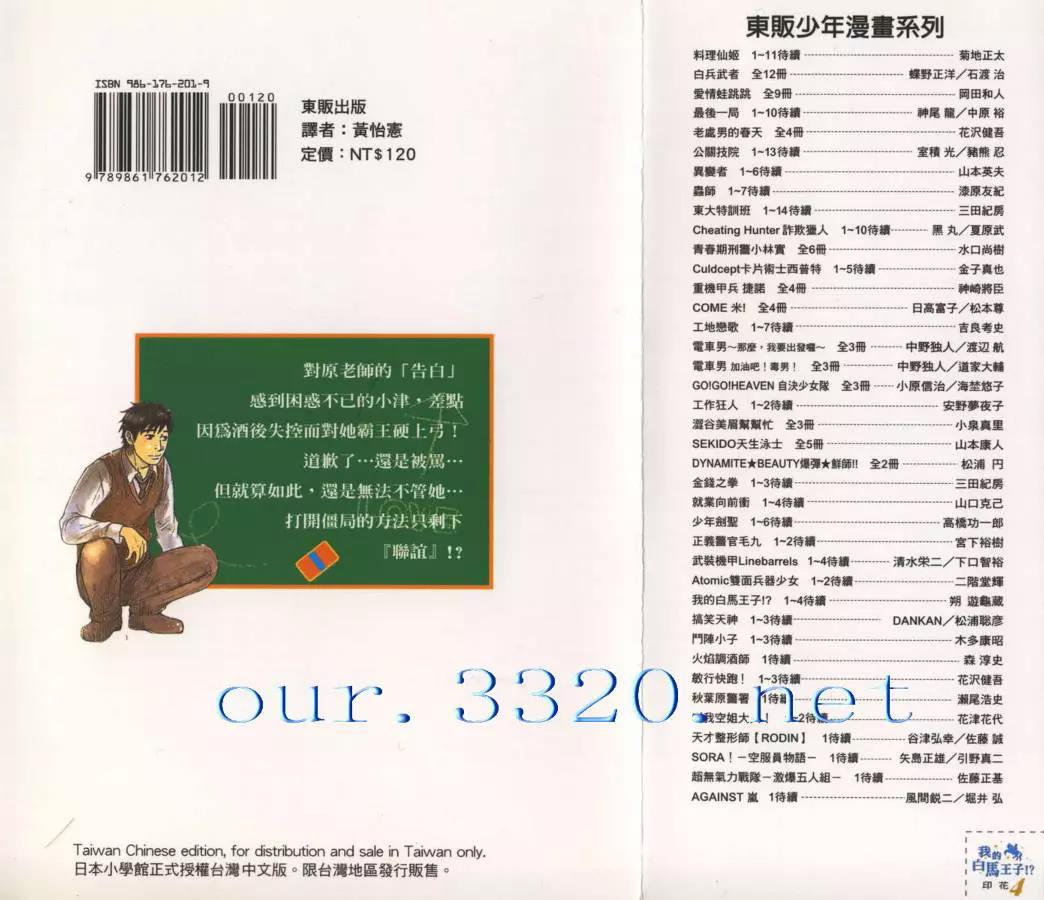 ISBN 986-176-201-9
00120
9 789861 762012
東販出版
譯者：黃怡憲
定價：NT$120
對原老師的「告白」
感到困惑不已的小津，差點
因為酒後失控而對她霸王硬上弓！
道歉了…還是被罵…
但就算如此，還是無法不管她…
打開僵局的方法只剩下
『聯誼』!?
LOVE
our.3320.net
Taiwan Chinese edition, for distribution and sale in Taiwan only.
日本小學館正式授權台灣中文版。限台灣地區發行販售。
東販少年漫畫系列
料理仙姬 1~11待續 菊地正太
白兵武者 全12冊 蝶野正洋／石渡 治
愛情蛙跳跳 全9冊 岡田和人
最後一局 1~10待續 神尾 龍／中原 裕
老處男的春天 全4冊 花沢健吾
公關技院 1~13待續 室積 光／豬熊 忍
異變者 1~6待續 山本英夫
蟲師 1~7待續 漆原友紀
東大特訓班 1~14待續 三田紀房
Cheating Hunter 詐欺獵人 1~10待續 黑 丸／夏原武
青春期刑警小林實 全6冊 水口尚樹
Culdcept卡片術士西普特 1~5待續 金子真也
重機甲兵 捷諾 全4冊 神崎將臣
COME 米! 全4冊 日高富子／松本尊
工地戀歌 1~7待續 吉良考史
電車男～那麼，我要出發囉～ 全3冊 中野独人／渡辺 航
電車男 加油吧！毒男！ 全3冊 中野独人／道家大輔
GO!GO!HEAVEN 自決少女隊 全3冊 小原信治／海埜悠子
工作狂人 1~2待續 安野夢夜子
澀谷美眉幫幫忙 全3冊 小泉真里
SEKIDO天生泳士 全5冊 山本康人
DYNAMITE★BEAUTY爆彈★鮮師!! 全2冊 松浦 円
金錢之拳 1~3待續 三田紀房
就業向前衝 1~4待續 山口克己
少年劍聖 1~6待續 高橋功一郎
正義警官毛九 1~2待續 宮下裕樹
武裝機甲Linebarrels 1~4待續 清水栄二／下口智裕
Atomic雙面兵器少女 1~2待續 二階堂輝
我的白馬王子!? 1~4待續 朔 遊龜蔵
搞笑天神 1~3待續 DANKAN／松浦聡彦
鬥陣小子 1~3待續 木多康昭
火焰調酒師 1待續 森 淳史
敏行快跑！ 1~3待續 花沢健吾
秋葉原警署 1待續 瀨尾浩史
我空姐大 2待續 花津花代
天才整形師【RODIN】 1待續 谷津弘幸／佐藤 誠
SORA！－空服員物語－ 1待續 矢島正雄／引野真二
超無氣力戰隊－激爆五人組－ 1待續 佐藤正基
AGAINST 嵐 1待續 風間鋭二／堀井 弘
我的白馬王子!?
印花 4